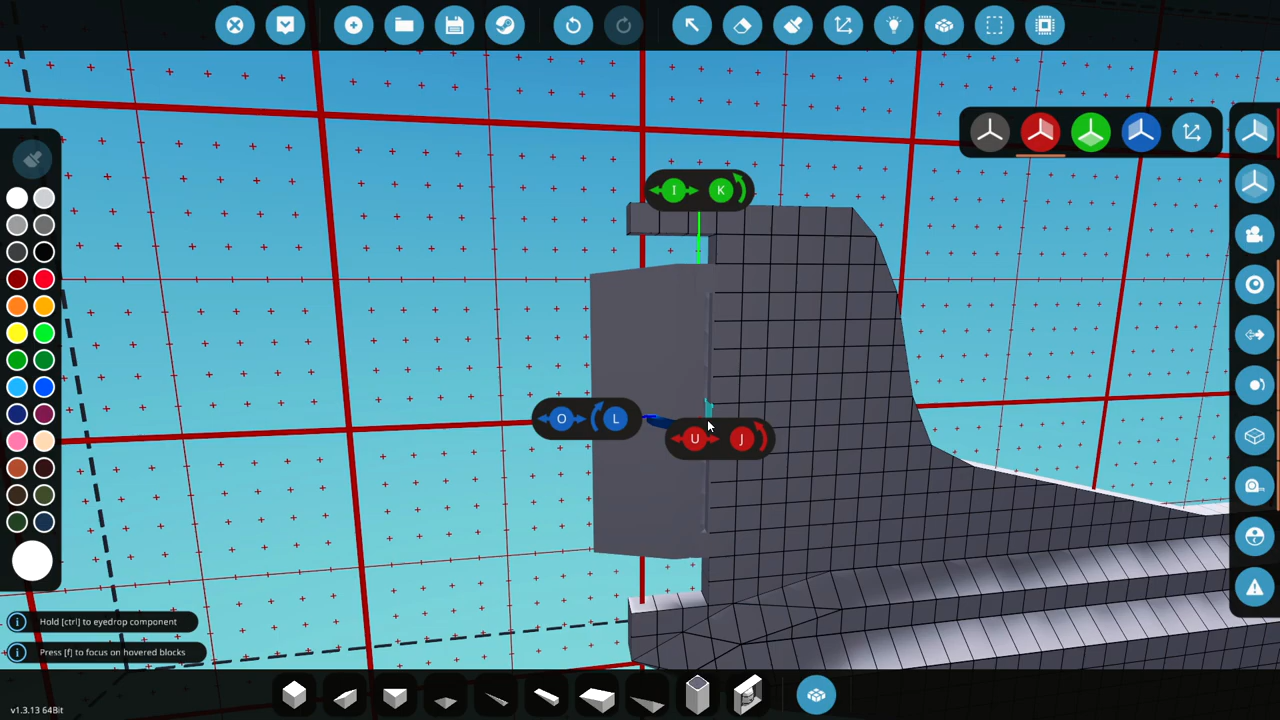 I K
O L
U J
Hold [ctrl] to eyedrop component
Press [f] to focus on hovered blocks
v1.3.13 64Bit